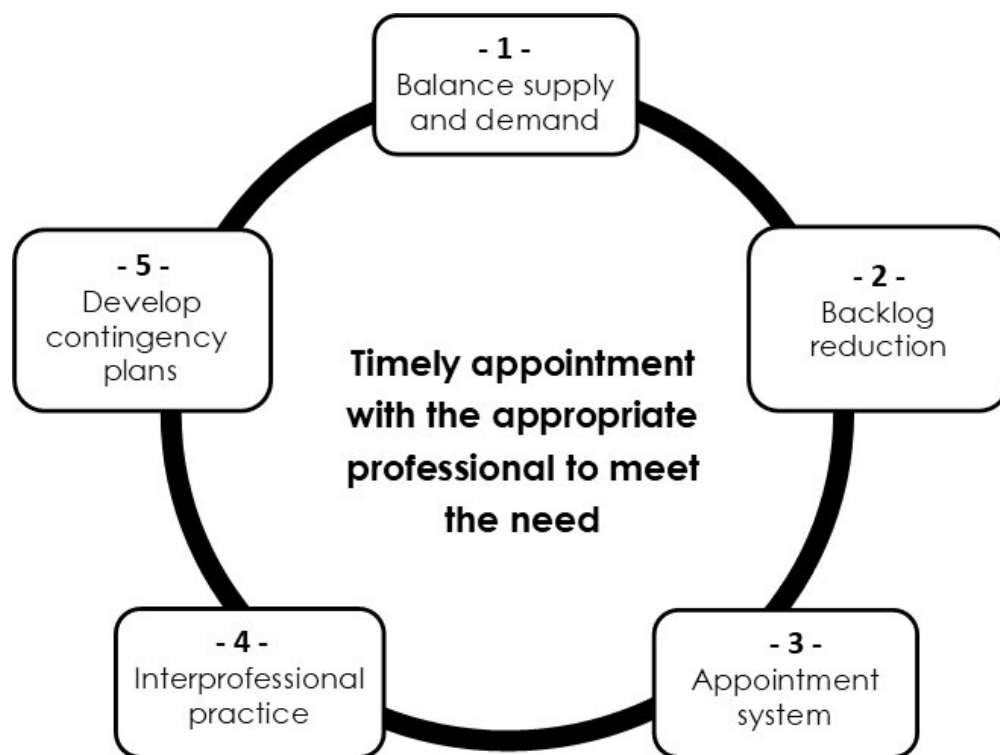 - 1 -
Balance supply
and demand
- 2 -
Backlog
reduction
- 3 -
Appointment
system
- 4 -
Interprofessional
practice
- 5 -
Develop
contingency
plans
Timely appointment
with the appropriate
professional to meet
the need